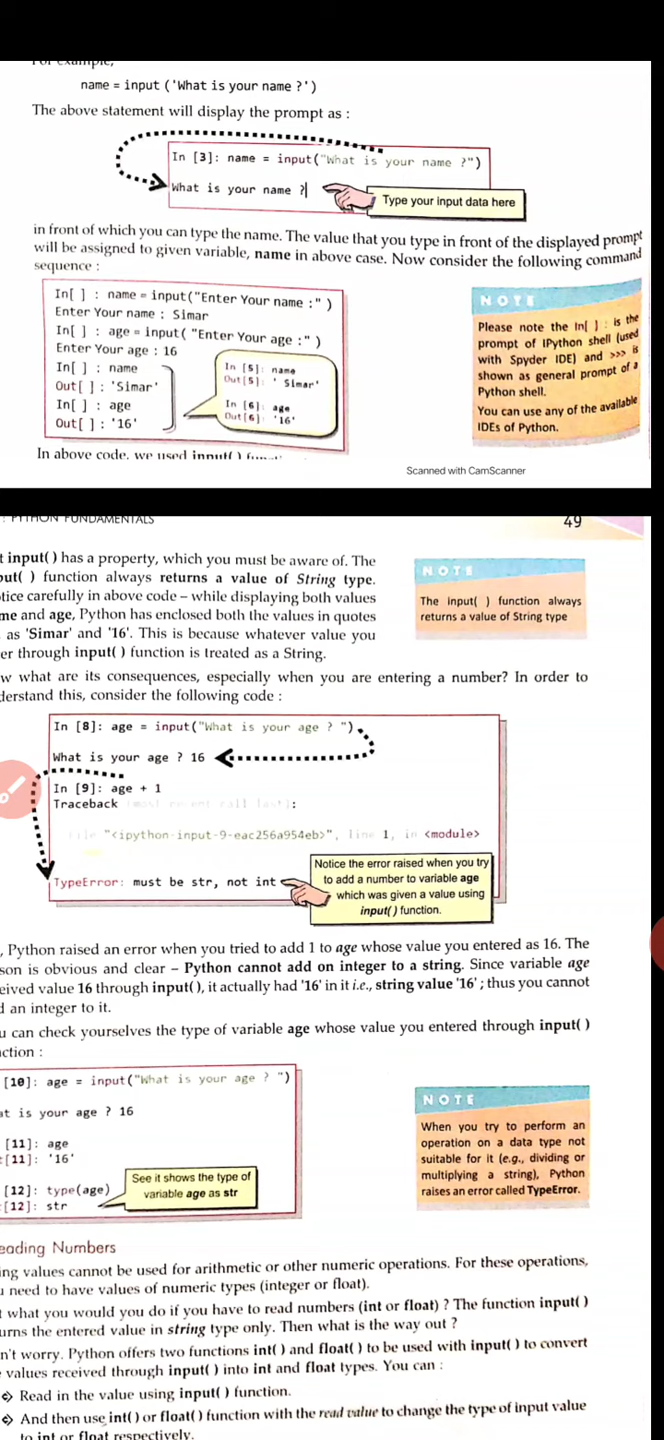 For example,
name = input ('What is your name ?')
The above statement will display the prompt as :
In [3]: name = input("What is your name ?")
What is your name ?
Type your input data here
in front of which you can type the name. The value that you type in front of the displayed prompt
will be assigned to given variable, name in above case. Now consider the following command
sequence :
In[ ] : name = input("Enter Your name :" )
Enter Your name : Simar
In[ ] : age = input( "Enter Your age :" )
Enter Your age : 16
In[ ] : name
Out[ ] : 'Simar'
In[ ] : age
Out[ ] : '16'
In [5]: name
Out[5]: ' Simar'
In [6]: age
Out[6]: '16'
NOTE
Please note the In[ ] : is the
prompt of IPython shell (used
with Spyder IDE) and >>> is
shown as general prompt of a
Python shell.
You can use any of the available
IDEs of Python.
In above code, we used input( )
Scanned with CamScanner
: PYTHON FUNDAMENTALS
49
t input( ) has a property, which you must be aware of. The
put( ) function always returns a value of String type.
tice carefully in above code – while displaying both values
me and age, Python has enclosed both the values in quotes
as 'Simar' and '16'. This is because whatever value you
er through input( ) function is treated as a String.
NOTE
The input( ) function always
returns a value of String type
w what are its consequences, especially when you are entering a number? In order to
derstand this, consider the following code :
In [8]: age = input("What is your age ? ")
What is your age ? 16
In [9]: age + 1
Traceback (most recent call last):
File "<ipython-input-9-eac256a954eb>", line 1, in <module>
TypeError: must be str, not int
Notice the error raised when you try
to add a number to variable age
which was given a value using
input( ) function.
, Python raised an error when you tried to add 1 to age whose value you entered as 16. The
son is obvious and clear – Python cannot add on integer to a string. Since variable age
eived value 16 through input( ), it actually had '16' in it i.e., string value '16' ; thus you cannot
d an integer to it.
u can check yourselves the type of variable age whose value you entered through input( )
ction :
[10]: age = input("What is your age ? ")
at is your age ? 16
[11]: age
t[11]: '16'
[12]: type(age)
t[12]: str
See it shows the type of
variable age as str
NOTE
When you try to perform an
operation on a data type not
suitable for it (e.g., dividing or
multiplying a string), Python
raises an error called TypeError.
eading Numbers
ing values cannot be used for arithmetic or other numeric operations. For these operations,
u need to have values of numeric types (integer or float).
t what you would you do if you have to read numbers (int or float) ? The function input( )
urns the entered value in string type only. Then what is the way out ?
n't worry. Python offers two functions int( ) and float( ) to be used with input( ) to convert
e values received through input( ) into int and float types. You can :
Read in the value using input( ) function.
And then use int( ) or float( ) function with the read value to change the type of input value
to int or float respectively.